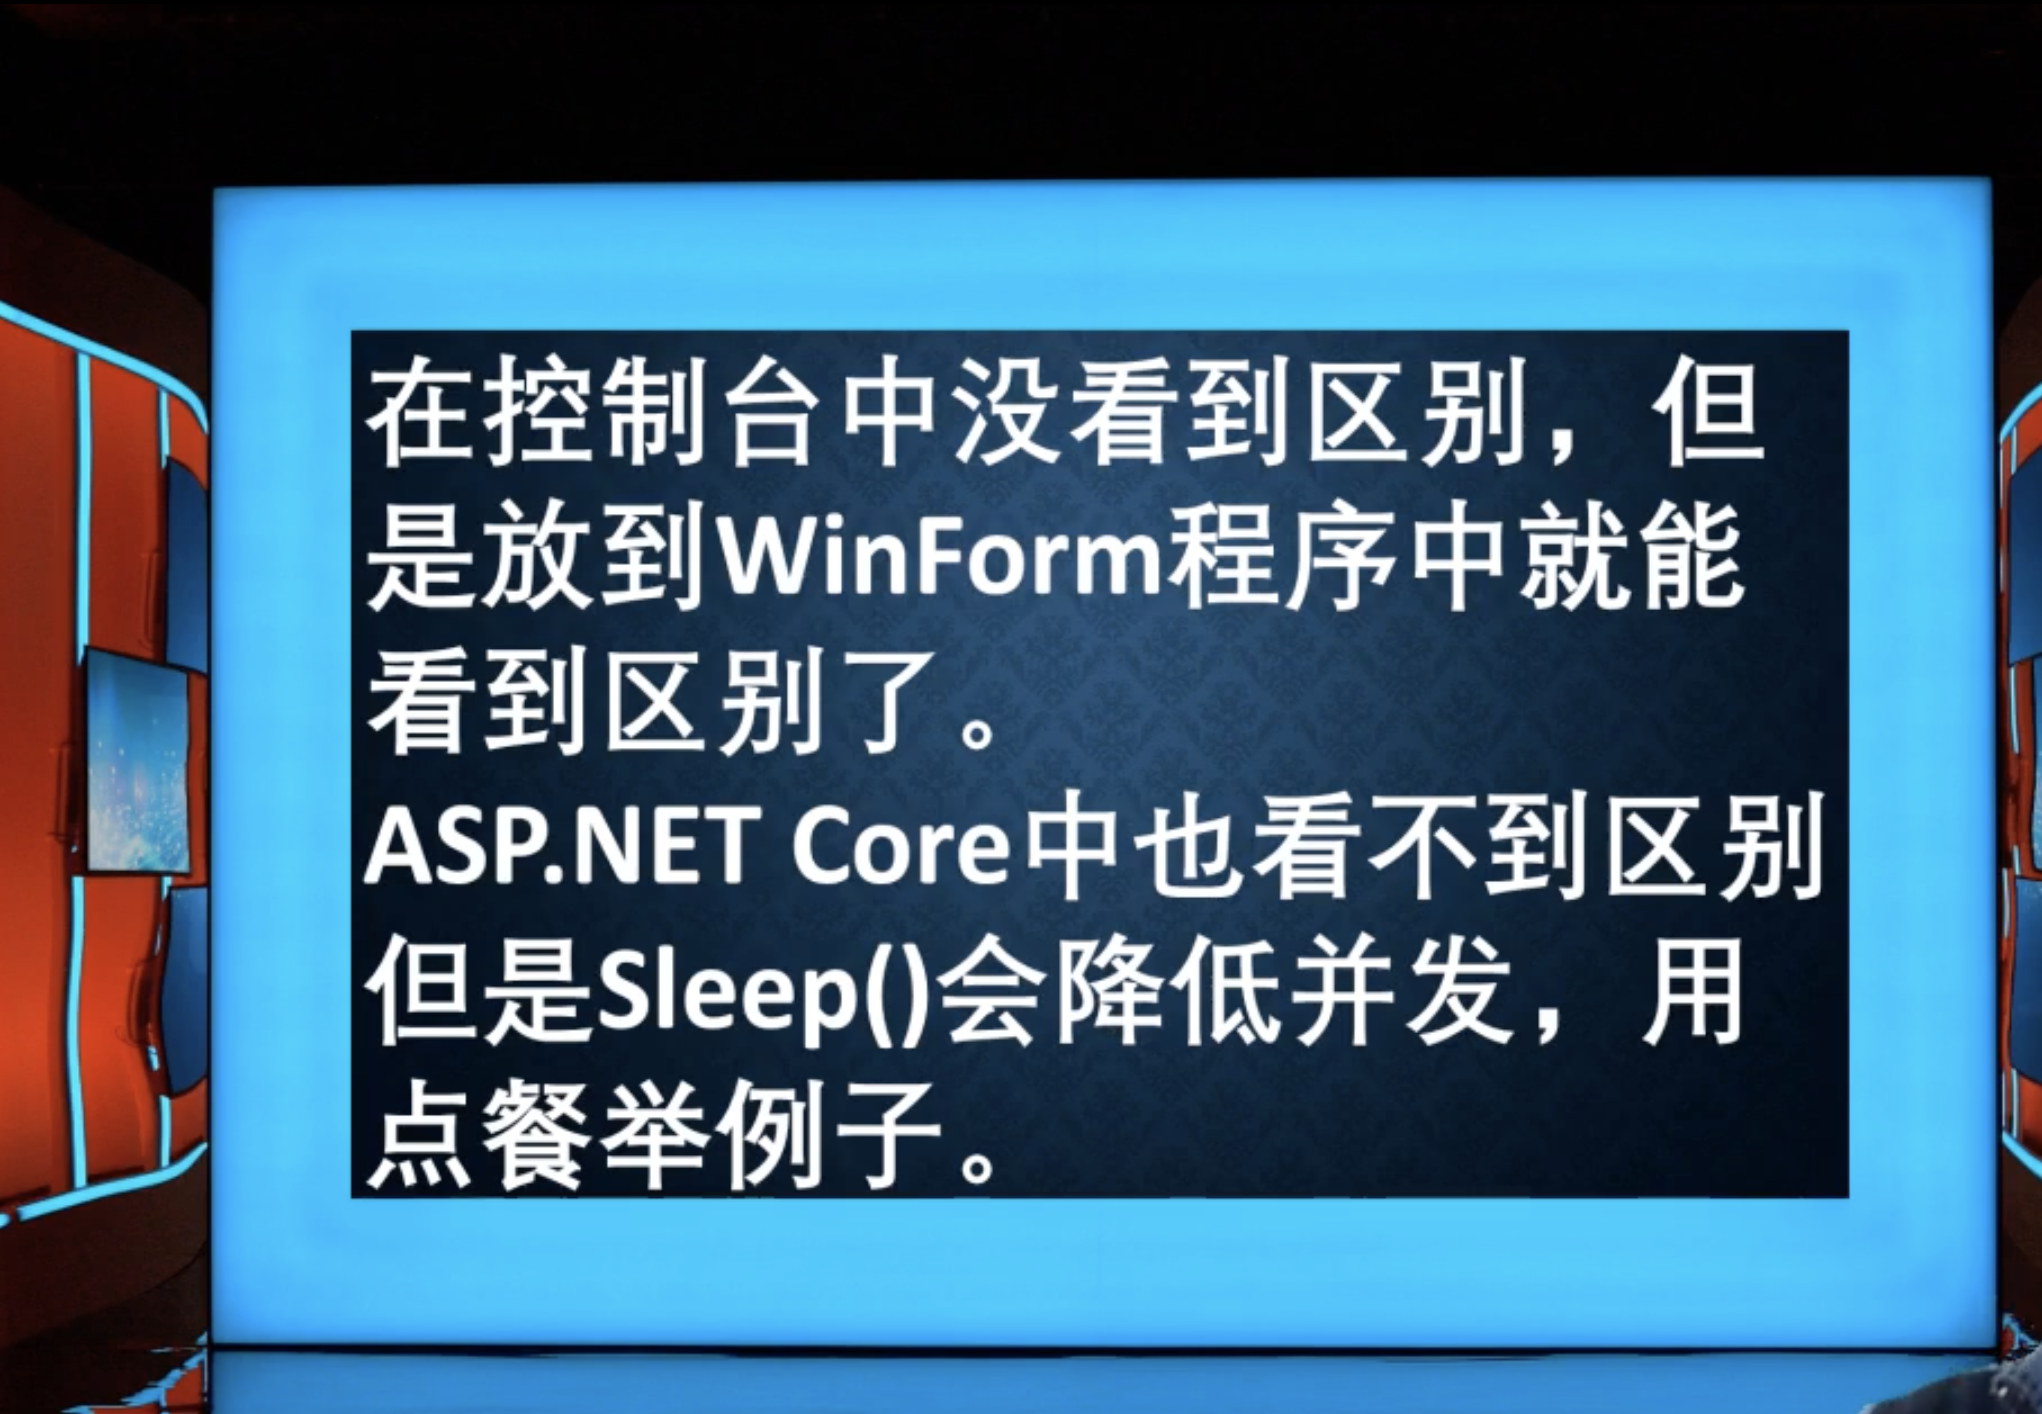 在控制台中没看到区别，但
是放到WinForm程序中就能
看到区别了。
ASP.NET Core中也看不到区别
但是Sleep()会降低并发，用
点餐举例子。